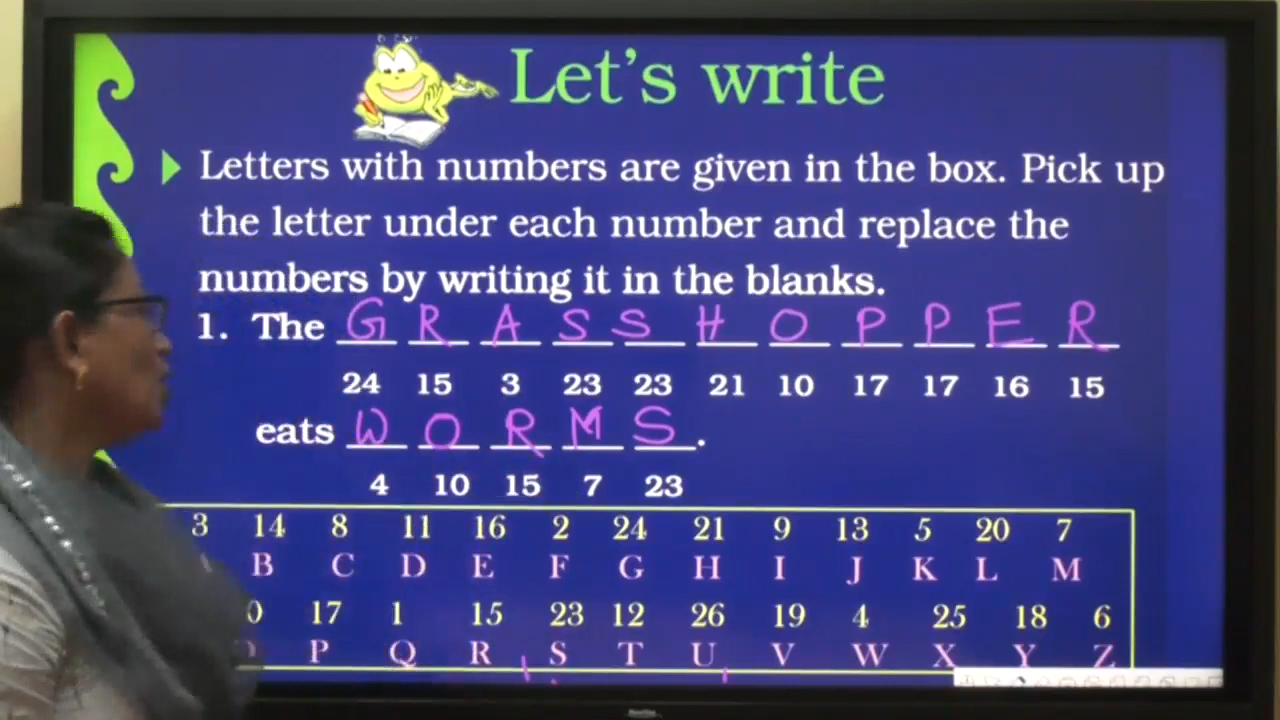 Let's write
Letters with numbers are given in the box. Pick up
the letter under each number and replace the
numbers by writing it in the blanks.
1. The G R A S S H O P P E R
24 15 3 23 23 21 10 17 17 16 15
eats W O R M S.
4 10 15 7 23
3 14 8 11 16 2 24 21 9 13 5 20 7
B C D E F G H I J K L M
17 1 15 23 12 26 19 4 25 18 6
P Q R S T U V W X Y Z